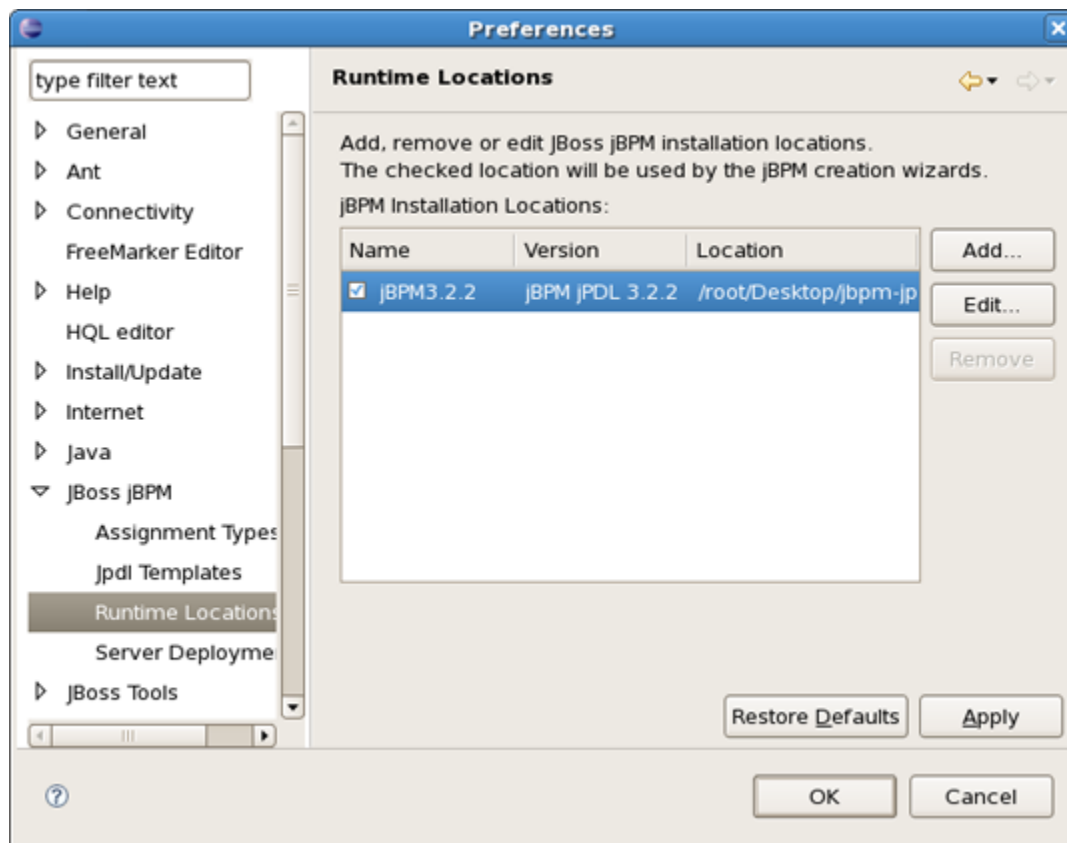 Preferences
type filter text
Runtime Locations
General
Ant
Connectivity
FreeMarker Editor
Help
HQL editor
Install/Update
Internet
Java
JBoss jBPM
Assignment Types
Jpdl Templates
Runtime Locations
Server Deployme
JBoss Tools
Add, remove or edit JBoss jBPM installation locations.
The checked location will be used by the jBPM creation wizards.
jBPM Installation Locations:
Name Version Location
jBPM3.2.2 jBPM jPDL 3.2.2 /root/Desktop/jbpm-jp
Add...
Edit...
Remove
Restore Defaults Apply
OK Cancel